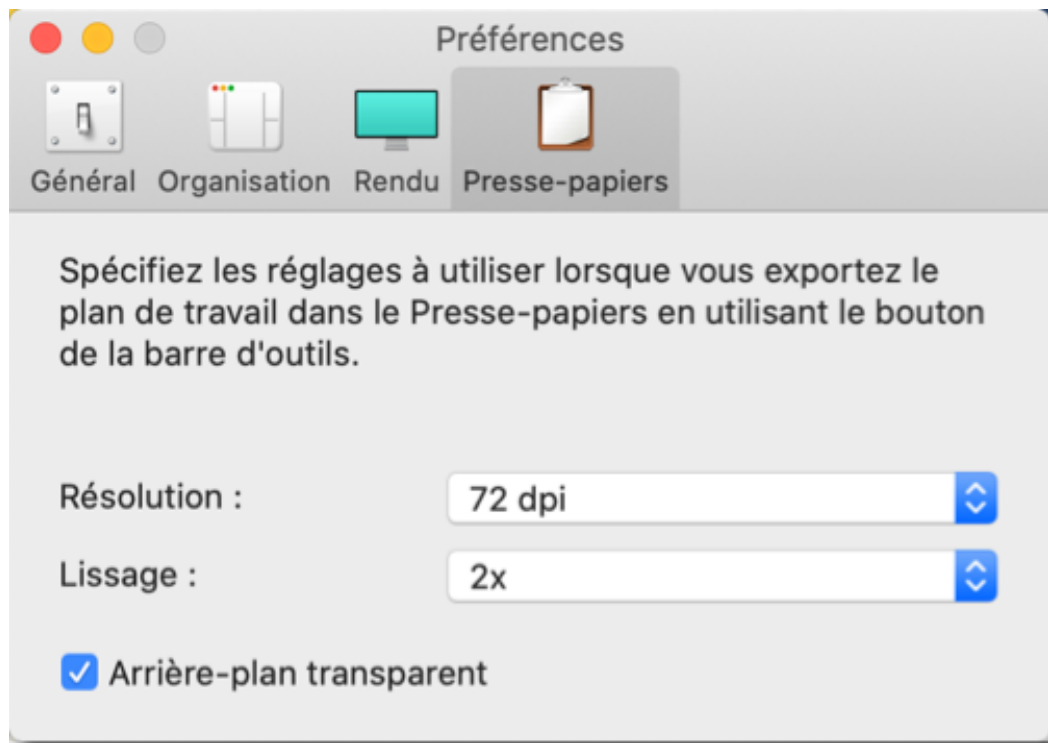 Préférences
Général Organisation Rendu Presse-papiers
Spécifiez les réglages à utiliser lorsque vous exportez le
plan de travail dans le Presse-papiers en utilisant le bouton
de la barre d'outils.
Résolution : 72 dpi
Lissage : 2x
Arrière-plan transparent